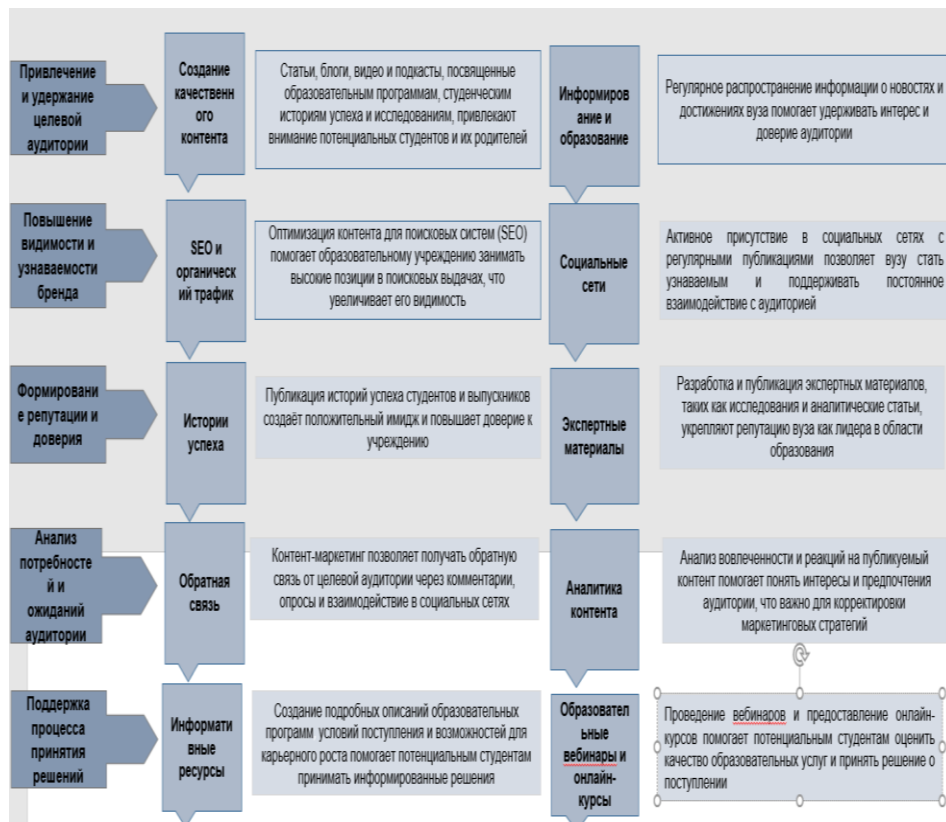 Привлечение
и удержание
целевой
аудитории
Создание
качественн
ого
контента
Статьи, блоги, видео и подкасты, посвященные
образовательным программам, студенческим
историям успеха и исследованиям, привлекают
внимание потенциальных студентов и их родителей
Информиров
ание и
образование
Регулярное распространение информации о новостях и
достижениях вуза помогает удерживать интерес и
доверие аудитории
Повышение
видимости и
узнаваемости
бренда
SEO и
органическ
ий трафик
Оптимизация контента для поисковых систем (SEO)
помогает образовательному учреждению занимать
высокие позиции в поисковых выдачах, что
увеличивает его видимость
Социальные
сети
Активное присутствие в социальных сетях с
регулярными публикациями позволяет вузу стать
узнаваемым и поддерживать постоянное
взаимодействие с аудиторией
Формировани
е репутации и
доверия
Истории
успеха
Публикация историй успеха студентов и выпускников
создаёт положительный имидж и повышает доверие к
учреждению
Экспертные
материалы
Разработка и публикация экспертных материалов,
таких как исследования и аналитические статьи,
укрепляют репутацию вуза как лидера в области
образования
Анализ
потребносте
й и
ожиданий
аудитории
Обратная
связь
Контент-маркетинг позволяет получать обратную
связь от целевой аудитории через комментарии,
опросы и взаимодействие в социальных сетях
Аналитика
контента
Анализ вовлеченности и реакций на публикуемый
контент помогает понять интересы и предпочтения
аудитории, что важно для корректировки
маркетинговых стратегий
Поддержка
процесса
принятия
решений
Информати
вные
ресурсы
Создание подробных описаний образовательных
программ условий поступления и возможностей для
карьерного роста помогает потенциальным студентам
принимать информированные решения
Образовател
ьные
вебинары и
онлайн-
курсы
Проведение вебинаров и предоставление онлайн-
курсов помогает потенциальным студентам оценить
качество образовательных услуг и принять решение о
поступлении